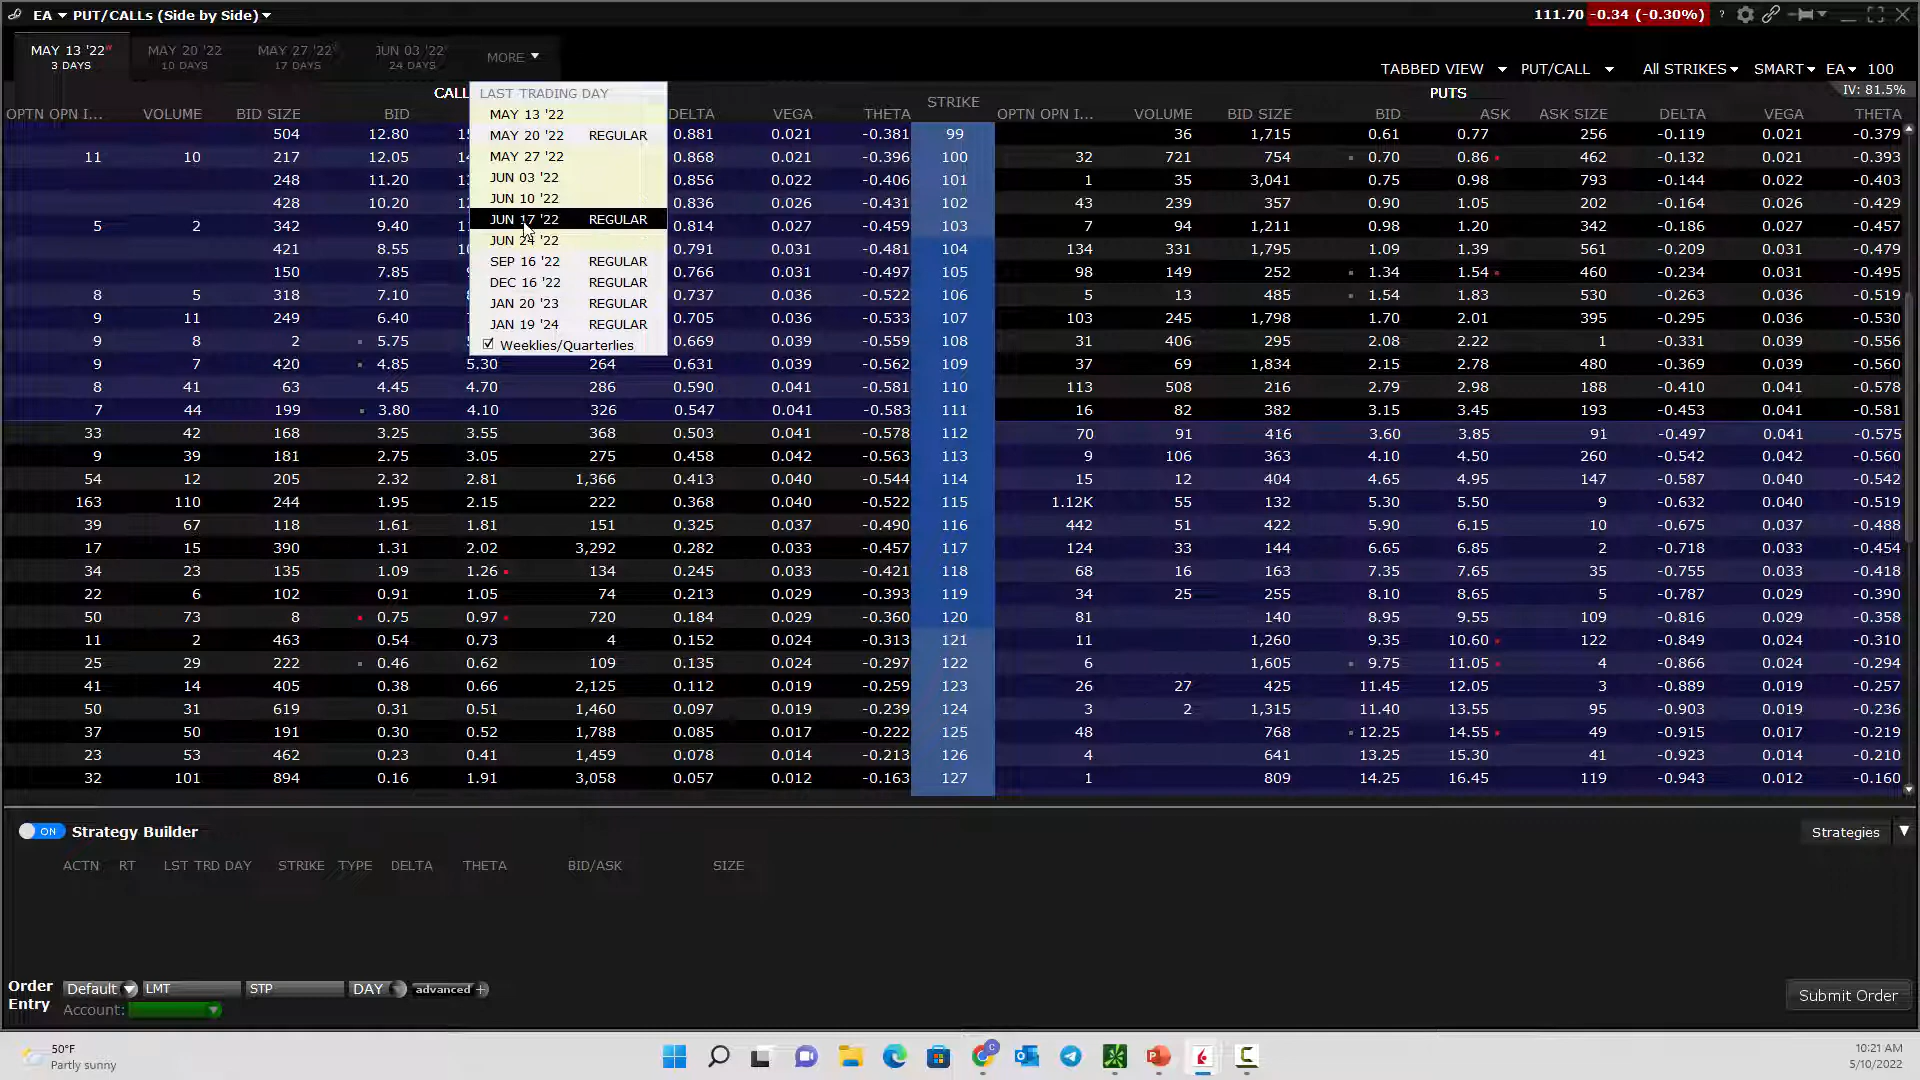 EA PUT/CALLs (Side by Side) 111.70 -0.34 (-0.30%) ?
MAY 13 '22 MAY 20 '22 MAY 27 '22 JUN 03 '22 MORE
3 DAYS 10 DAYS 17 DAYS 24 DAYS
TABBED VIEW PUT/CALL All STRIKES SMART EA 100
IV: 81.5%
CALL STRIKE PUTS
OPTN OPN I... VOLUME BID SIZE BID DELTA VEGA THETA OPTN OPN I... VOLUME BID SIZE BID ASK ASK SIZE DELTA VEGA THETA
LAST TRADING DAY
MAY 13 '22
MAY 20 '22 REGULAR
MAY 27 '22
JUN 03 '22
JUN 10 '22
JUN 17 '22 REGULAR
JUN 24 '22
SEP 16 '22 REGULAR
DEC 16 '22 REGULAR
JAN 20 '23 REGULAR
JAN 19 '24 REGULAR
Weeklies/Quarterlies
504 12.80 0.881 0.021 -0.381 99 36 1,715 0.61 0.77 256 -0.119 0.021 -0.379
11 10 217 12.05 0.868 0.021 -0.396 100 32 721 754 0.70 0.86 462 -0.132 0.021 -0.393
248 11.20 0.856 0.022 -0.406 101 1 35 3,041 0.75 0.98 793 -0.144 0.022 -0.403
428 10.20 0.836 0.026 -0.431 102 43 239 357 0.90 1.05 202 -0.164 0.026 -0.429
5 2 342 9.40 0.814 0.027 -0.459 103 7 94 1,211 0.98 1.20 342 -0.186 0.027 -0.457
421 8.55 0.791 0.031 -0.481 104 134 331 1,795 1.09 1.39 561 -0.209 0.031 -0.479
150 7.85 0.766 0.031 -0.497 105 98 149 252 1.34 1.54 460 -0.234 0.031 -0.495
8 5 318 7.10 0.737 0.036 -0.522 106 5 13 485 1.54 1.83 530 -0.263 0.036 -0.519
9 11 249 6.40 0.705 0.036 -0.533 107 103 245 1,798 1.70 2.01 395 -0.295 0.036 -0.530
9 8 2 5.75 0.669 0.039 -0.559 108 31 406 295 2.08 2.22 1 -0.331 0.039 -0.556
9 7 420 4.85 5.30 264 0.631 0.039 -0.562 109 37 69 1,834 2.15 2.78 480 -0.369 0.039 -0.560
8 41 63 4.45 4.70 286 0.590 0.041 -0.581 110 113 508 216 2.79 2.98 188 -0.410 0.041 -0.578
7 44 199 3.80 4.10 326 0.547 0.041 -0.583 111 16 82 382 3.15 3.45 193 -0.453 0.041 -0.581
33 42 168 3.25 3.55 368 0.503 0.041 -0.578 112 70 91 416 3.60 3.85 91 -0.497 0.041 -0.575
9 39 181 2.75 3.05 275 0.458 0.042 -0.563 113 9 106 363 4.10 4.50 260 -0.542 0.042 -0.560
54 12 205 2.32 2.81 1,366 0.413 0.040 -0.544 114 15 12 404 4.65 4.95 147 -0.587 0.040 -0.542
163 110 244 1.95 2.15 222 0.368 0.040 -0.522 115 1.12K 55 132 5.30 5.50 9 -0.632 0.040 -0.519
39 67 118 1.61 1.81 151 0.325 0.037 -0.490 116 442 51 422 5.90 6.15 10 -0.675 0.037 -0.488
17 15 390 1.31 2.02 3,292 0.282 0.033 -0.457 117 124 33 144 6.65 6.85 2 -0.718 0.033 -0.454
34 23 135 1.09 1.26 134 0.245 0.033 -0.421 118 68 16 163 7.35 7.65 35 -0.755 0.033 -0.418
22 6 102 0.91 1.05 74 0.213 0.029 -0.393 119 34 25 255 8.10 8.65 5 -0.787 0.029 -0.390
50 73 8 0.75 0.97 720 0.184 0.029 -0.360 120 81 140 8.95 9.55 109 -0.816 0.029 -0.358
11 2 463 0.54 0.73 4 0.152 0.024 -0.313 121 11 1,260 9.35 10.60 122 -0.849 0.024 -0.310
25 29 222 0.46 0.62 109 0.135 0.024 -0.297 122 6 1,605 9.75 11.05 4 -0.866 0.024 -0.294
41 14 405 0.38 0.66 2,125 0.112 0.019 -0.259 123 26 27 425 11.45 12.05 3 -0.889 0.019 -0.257
50 31 619 0.31 0.51 1,460 0.097 0.019 -0.239 124 3 2 1,315 11.40 13.55 95 -0.903 0.019 -0.236
37 50 191 0.30 0.52 1,788 0.085 0.017 -0.222 125 48 768 12.25 14.55 49 -0.915 0.017 -0.219
23 53 462 0.23 0.41 1,459 0.078 0.014 -0.213 126 4 641 13.25 15.30 41 -0.923 0.014 -0.210
32 101 894 0.16 1.91 3,058 0.057 0.012 -0.163 127 1 809 14.25 16.45 119 -0.943 0.012 -0.160
ON Strategy Builder Strategies
ACTN RT LST TRD DAY STRIKE TYPE DELTA THETA BID/ASK SIZE
Order Entry Default LMT STP DAY advanced + Submit Order
Account:
50°F
Partly sunny
10:21 AM
5/10/2022